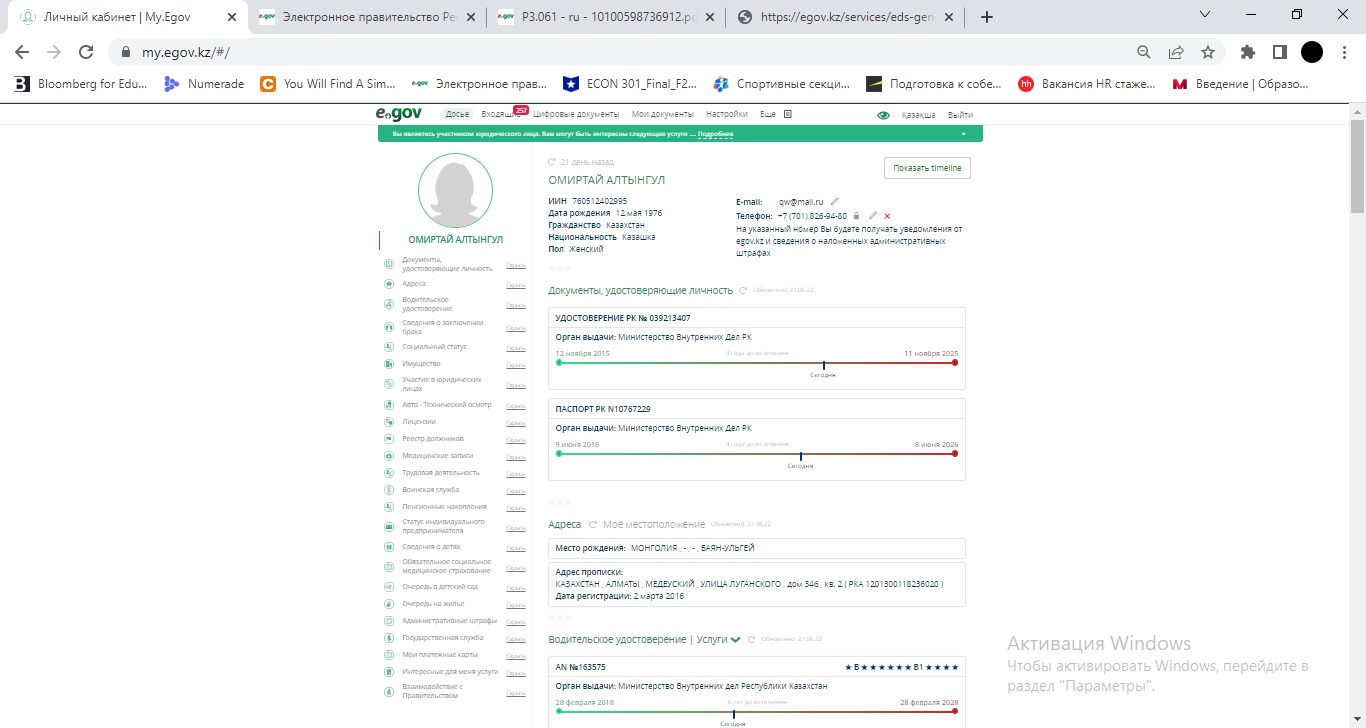 Личный кабинет | My.Egov
Электронное правительство Ре
P3.061 - ru - 10100598736912.pd
https://egov.kz/services/eds-gen
my.egov.kz/#/
Bloomberg for Edu...
Numerade
You Will Find A Sim...
Электронное прав...
ECON 301_Final_F2...
Спортивные секци...
Подготовка к собе...
Вакансия HR стаже...
Введение | Образо...
e.gov
Досье
Входящие
257
Цифровые документы
Мои документы
Настройки
Еще
Қазақша
Выйти
Вы являетесь участником юридического лица. Вам могут быть интересны следующие услуги .... Подробнее
21 день назад
Показать timeline
ОМИРТАЙ АЛТЫНГУЛ
ИИН 760512402995
Дата рождения 12 мая 1976
Гражданство Казахстан
Национальность Казашка
Пол Женский
E-mail: qw@mail.ru
Телефон: +7 (701) 826-94-80
На указанный номер Вы будете получать уведомления от
egov.kz и сведения о наложенных административных
штрафах
ОМИРТАЙ АЛТЫНГУЛ
Документы,
удостоверяющие личность Скрыть
Адреса Скрыть
Водительское
удостоверение Скрыть
Сведения о заключении
брака Скрыть
Социальный статус Скрыть
Имущество Скрыть
Участие в юридических
лицах Скрыть
Авто - Технический осмотр Скрыть
Лицензии Скрыть
Реестр должников Скрыть
Медицинские записи Скрыть
Трудовая деятельность Скрыть
Воинская служба Скрыть
Пенсионные накопления Скрыть
Статус индивидуального
предпринимателя Скрыть
Сведения о детях Скрыть
Обязательное социальное
медицинское страхование Скрыть
Очередь в детский сад Скрыть
Очередь на жилье Скрыть
Административные штрафы Скрыть
Государственная служба Скрыть
Мои платежные карты Скрыть
Интересные для меня услуги Скрыть
Взаимодействие с
Правительством Скрыть
Документы, удостоверяющие личность Обновлено: 27.06.22
УДОСТОВЕРЕНИЕ РК № 039213407
Орган выдачи: Министерство Внутренних Дел РК
12 ноября 2015 3 года до истечения 11 ноября 2025
Сегодня
ПАСПОРТ РК N10767229
Орган выдачи: Министерство Внутренних Дел РК
9 июня 2016 4 года до истечения 8 июня 2026
Сегодня
Адреса Моё местоположение Обновлено: 27.06.22
Место рождения: МОНГОЛИЯ , - , - , БАЯН-УЛЬГЕЙ
Адрес прописки:
КАЗАХСТАН , АЛМАТЫ , МЕДЕУСКИЙ , УЛИЦА ЛУГАНСКОГО , дом 34б , кв. 2 ( РКА 1201300118236020 )
Дата регистрации: 2 марта 2016
Водительское удостоверение | Услуги Обновлено: 21.06.22
AN №163575 ★ B ★ ★ ★ ★ ★ ★ B1 ★ ★ ★ ★
Орган выдачи: Министерство Внутренних дел Республики Казахстан
28 февраля 2018 6 лет до истечения 28 февраля 2028
Сегодня
Активация Windows
Чтобы активировать Windows, перейдите в
раздел "Параметры".